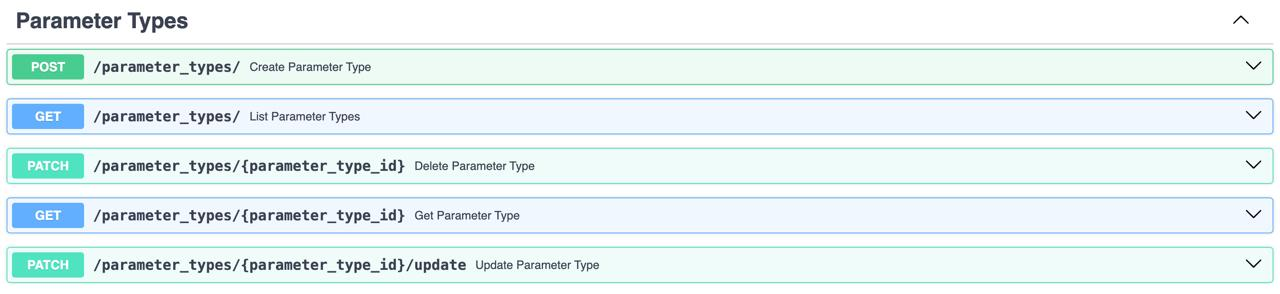 Parameter Types
POST /parameter_types/ Create Parameter Type
GET /parameter_types/ List Parameter Types
PATCH /parameter_types/{parameter_type_id} Delete Parameter Type
GET /parameter_types/{parameter_type_id} Get Parameter Type
PATCH /parameter_types/{parameter_type_id}/update Update Parameter Type